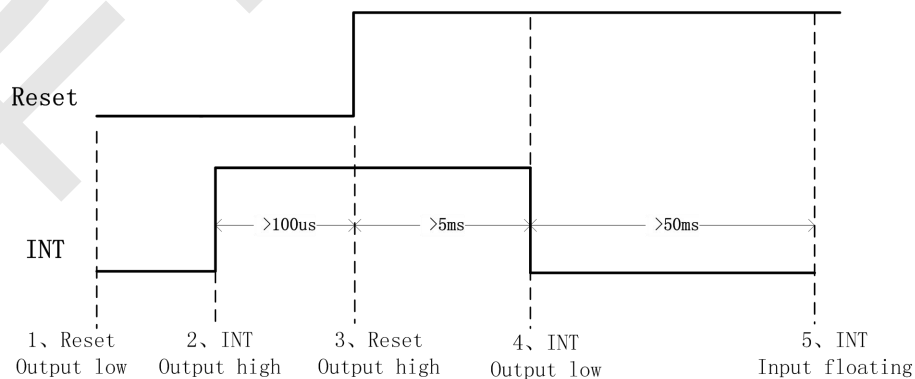 Reset
>100us
>5ms
>50ms
INT
1、Reset
Output low
2、INT
Output high
3、Reset
Output high
4、INT
Output low
5、INT
Input floating